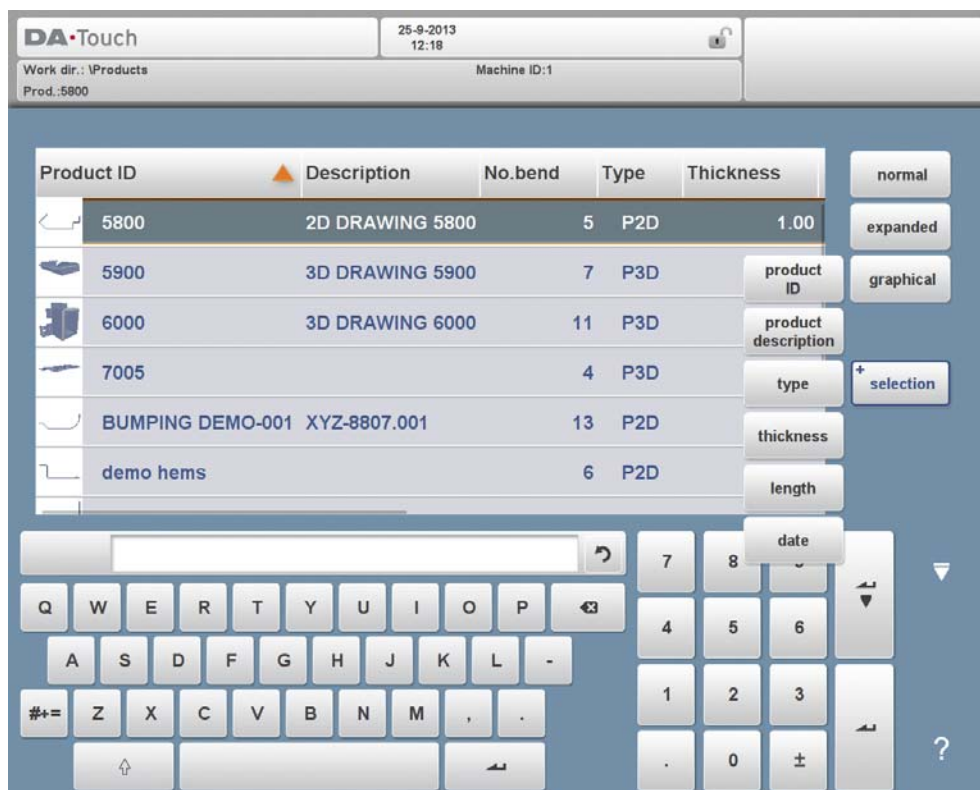 DA•Touch
25-9-2013
12:18
Work dir.: \Products
Machine ID:1
Prod.:5800
Product ID Description No.bend Type Thickness
5800 2D DRAWING 5800 5 P2D 1.00
5900 3D DRAWING 5900 7 P3D
6000 3D DRAWING 6000 11 P3D
7005 4 P3D
BUMPING DEMO-001 XYZ-8807.001 13 P2D
demo hems 6 P2D
normal
expanded
graphical
+ selection
product
ID
product
description
type
thickness
length
date
Q W E R T Y U I O P
A S D F G H J K L -
#+= Z X C V B N M , .
7 8
4 5 6
1 2 3
. 0 ±
?